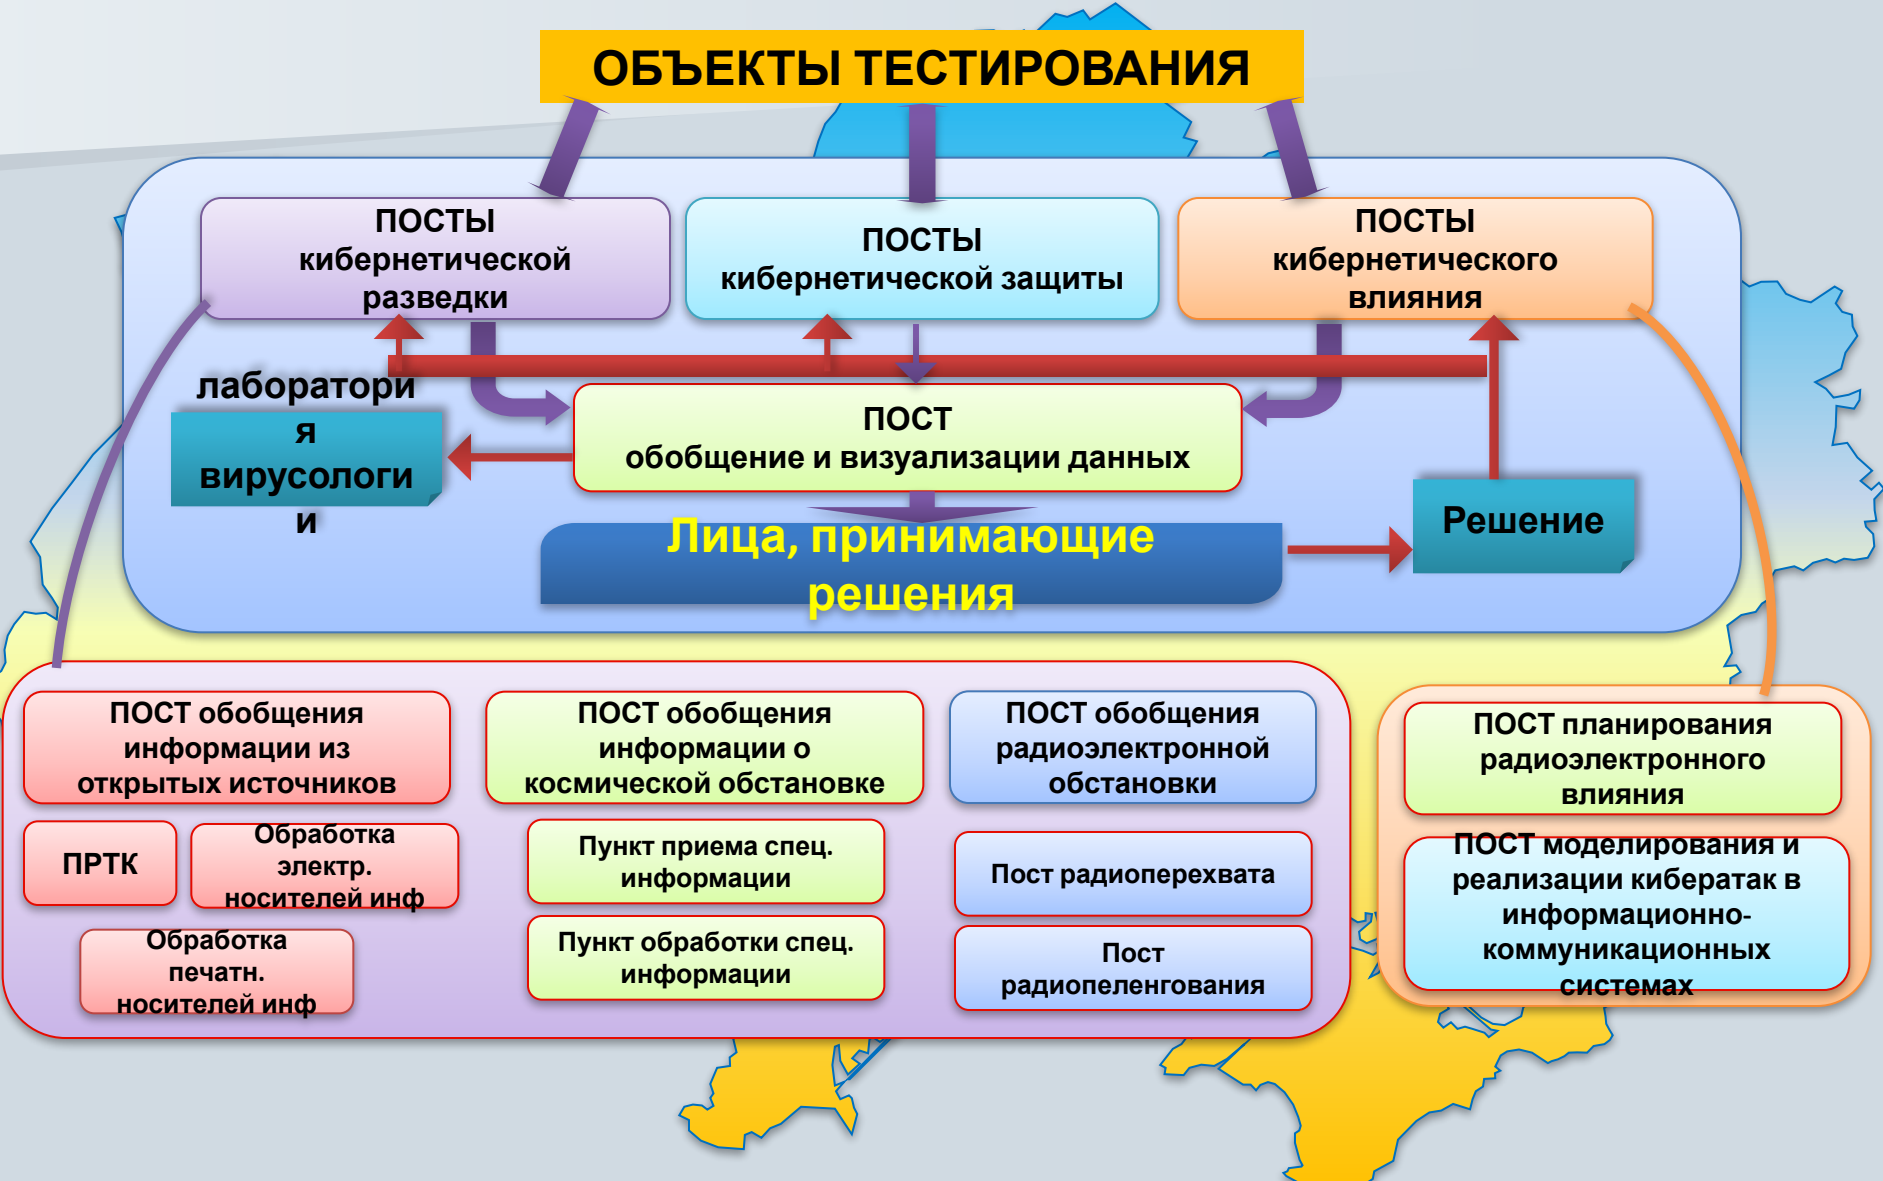 ОБЪЕКТЫ ТЕСТИРОВАНИЯ
ПОСТЫ
кибернетической
разведки
ПОСТЫ
кибернетической защиты
ПОСТЫ
кибернетического
влияния
лаборатори
я
вирусологи
и
ПОСТ
обобщение и визуализации данных
Решение
Лица, принимающие
решения
ПОСТ обобщения
информации из
открытых источников
ПРТК
Обработка
электр.
носителей инф
Обработка
печатн.
носителей инф
ПОСТ обобщения
информации о
космической обстановке
Пункт приема спец.
информации
Пункт обработки спец.
информации
ПОСТ обобщения
радиоэлектронной
обстановки
Пост радиоперехвата
Пост
радиопеленгования
ПОСТ планирования
радиоэлектронного
влияния
ПОСТ моделирования и
реализации кибератак в
информационно-
коммуникационных
системах